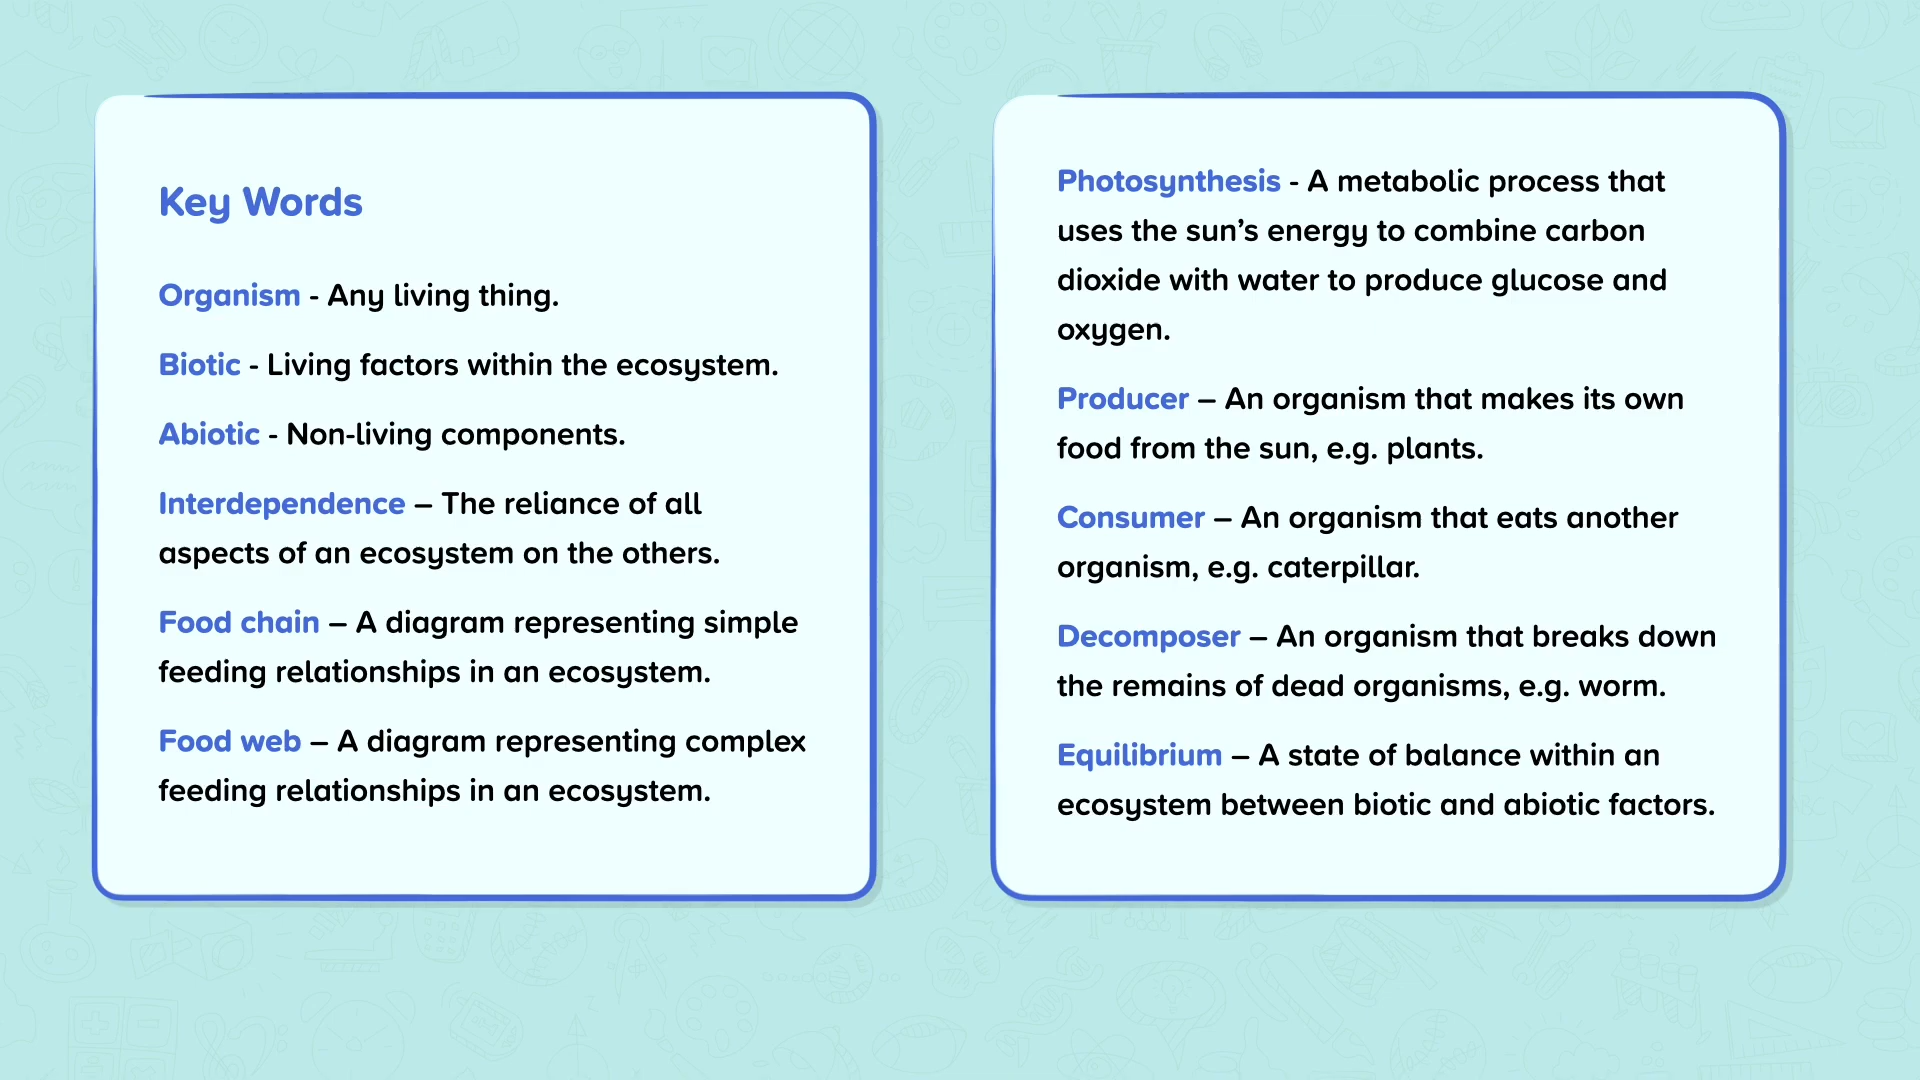 Key Words
Organism - Any living thing.
Biotic - Living factors within the ecosystem.
Abiotic - Non-living components.
Interdependence – The reliance of all
aspects of an ecosystem on the others.
Food chain – A diagram representing simple
feeding relationships in an ecosystem.
Food web – A diagram representing complex
feeding relationships in an ecosystem.
Photosynthesis - A metabolic process that
uses the sun’s energy to combine carbon
dioxide with water to produce glucose and
oxygen.
Producer – An organism that makes its own
food from the sun, e.g. plants.
Consumer – An organism that eats another
organism, e.g. caterpillar.
Decomposer – An organism that breaks down
the remains of dead organisms, e.g. worm.
Equilibrium – A state of balance within an
ecosystem between biotic and abiotic factors.